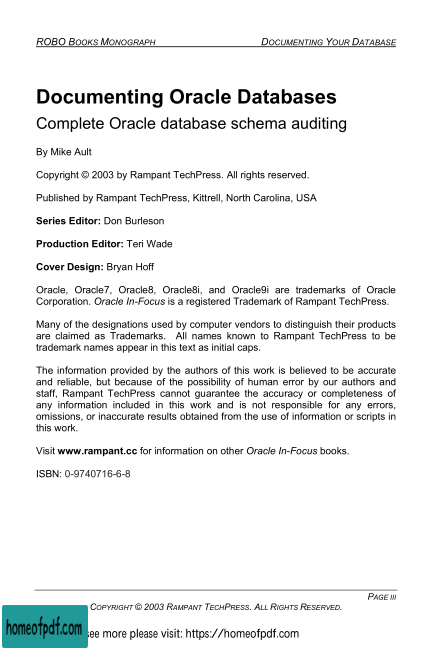 ROBO BOOKS MONOGRAPH DOCUMENTING YOUR DATABASE
Documenting Oracle Databases
Complete Oracle database schema auditing
By Mike Ault
Copyright © 2003 by Rampant TechPress. All rights reserved.
Published by Rampant TechPress, Kittrell, North Carolina, USA
Series Editor: Don Burleson
Production Editor: Teri Wade
Cover Design: Bryan Hoff
Oracle, Oracle7, Oracle8, Oracle8i, and Oracle9i are trademarks of Oracle
Corporation. Oracle In-Focus is a registered Trademark of Rampant TechPress.
Many of the designations used by computer vendors to distinguish their products
are claimed as Trademarks. All names known to Rampant TechPress to be
trademark names appear in this text as initial caps.
The information provided by the authors of this work is believed to be accurate
and reliable, but because of the possibility of human error by our authors and
staff, Rampant TechPress cannot guarantee the accuracy or completeness of
any information included in this work and is not responsible for any errors,
omissions, or inaccurate results obtained from the use of information or scripts in
this work.
Visit www.rampant.cc for information on other Oracle In-Focus books.
ISBN: 0-9740716-6-8
PAGE III
COPYRIGHT © 2003 RAMPANT TECHPRESS. ALL RIGHTS RESERVED.
homeofpdf.com
see more please visit: https://homeofpdf.com